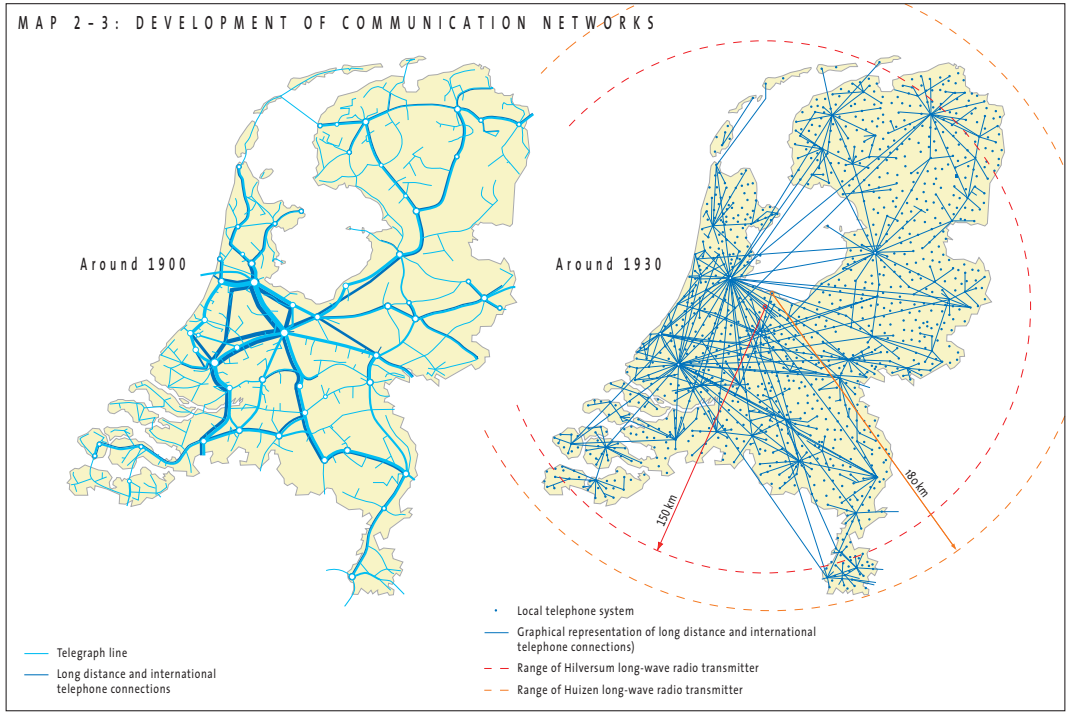 MAP 2-3: DEVELOPMENT OF COMMUNICATION NETWORKS
Around 1900
Around 1930
150 km
180 km
Telegraph line
Long distance and international
telephone connections
Local telephone system
Graphical representation of long distance and international
telephone connections)
Range of Hilversum long-wave radio transmitter
Range of Huizen long-wave radio transmitter